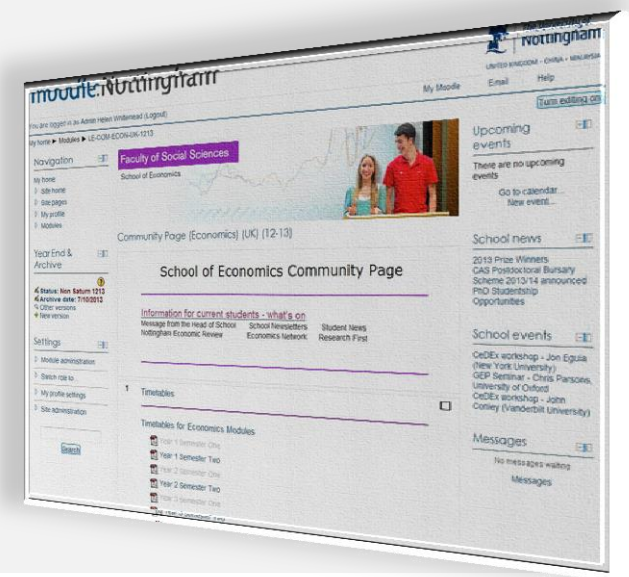 moodle.Nottingham
The University of
Nottingham
UNITED KINGDOM - CHINA - MALAYSIA
My Moodle
Email
Help
You are logged in as Admin Helen Whitehead (Logout)
Turn editing on
My home ► Modules ► LE-COM-ECON-UK-1213
Navigation
My home
Site home
Site pages
My profile
Modules
Year End &
Archive
Status: Non Saturn 1213
Archive date: 7/10/2013
Other versions
New version
Settings
Module administration
Switch role to...
My profile settings
Site administration
Search
Faculty of Social Sciences
School of Economics
Community Page (Economics) (UK) (12-13)
School of Economics Community Page
Information for current students - what's on
Message from the Head of School School Newsletters Student News
Nottingham Economic Review Economics Network Research First
1 Timetables
Timetables for Economics Modules
Year 1 Semester One
Year 1 Semester Two
Year 2 Semester One
Year 2 Semester Two
Year 3 Semester One
Upcoming
events
There are no upcoming
events
Go to calendar...
New event...
School news
2013 Prize Winners
CAS Postdoctoral Bursary
Scheme 2013/14 announced
PhD Studentship
Opportunities
School events
CeDEx workshop - Jon Eguia
(New York University)
GEP Seminar - Chris Parsons,
University of Oxford
CeDEx workshop - John
Conley (Vanderbilt University)
Messages
No messages waiting
Messages